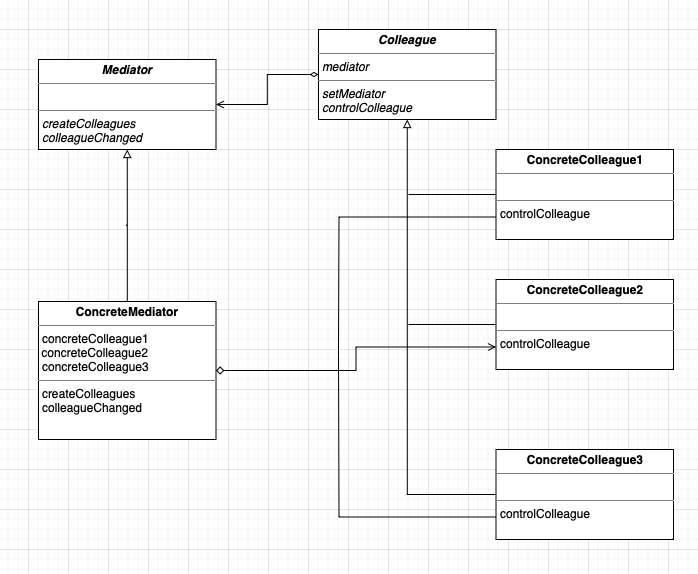 Colleague
mediator
setMediator
controlColleague
Mediator
createColleagues
colleagueChanged
ConcreteColleague1
controlColleague
ConcreteColleague2
controlColleague
ConcreteMediator
concreteColleague1
concreteColleague2
concreteColleague3
createColleagues
colleagueChanged
ConcreteColleague3
controlColleague